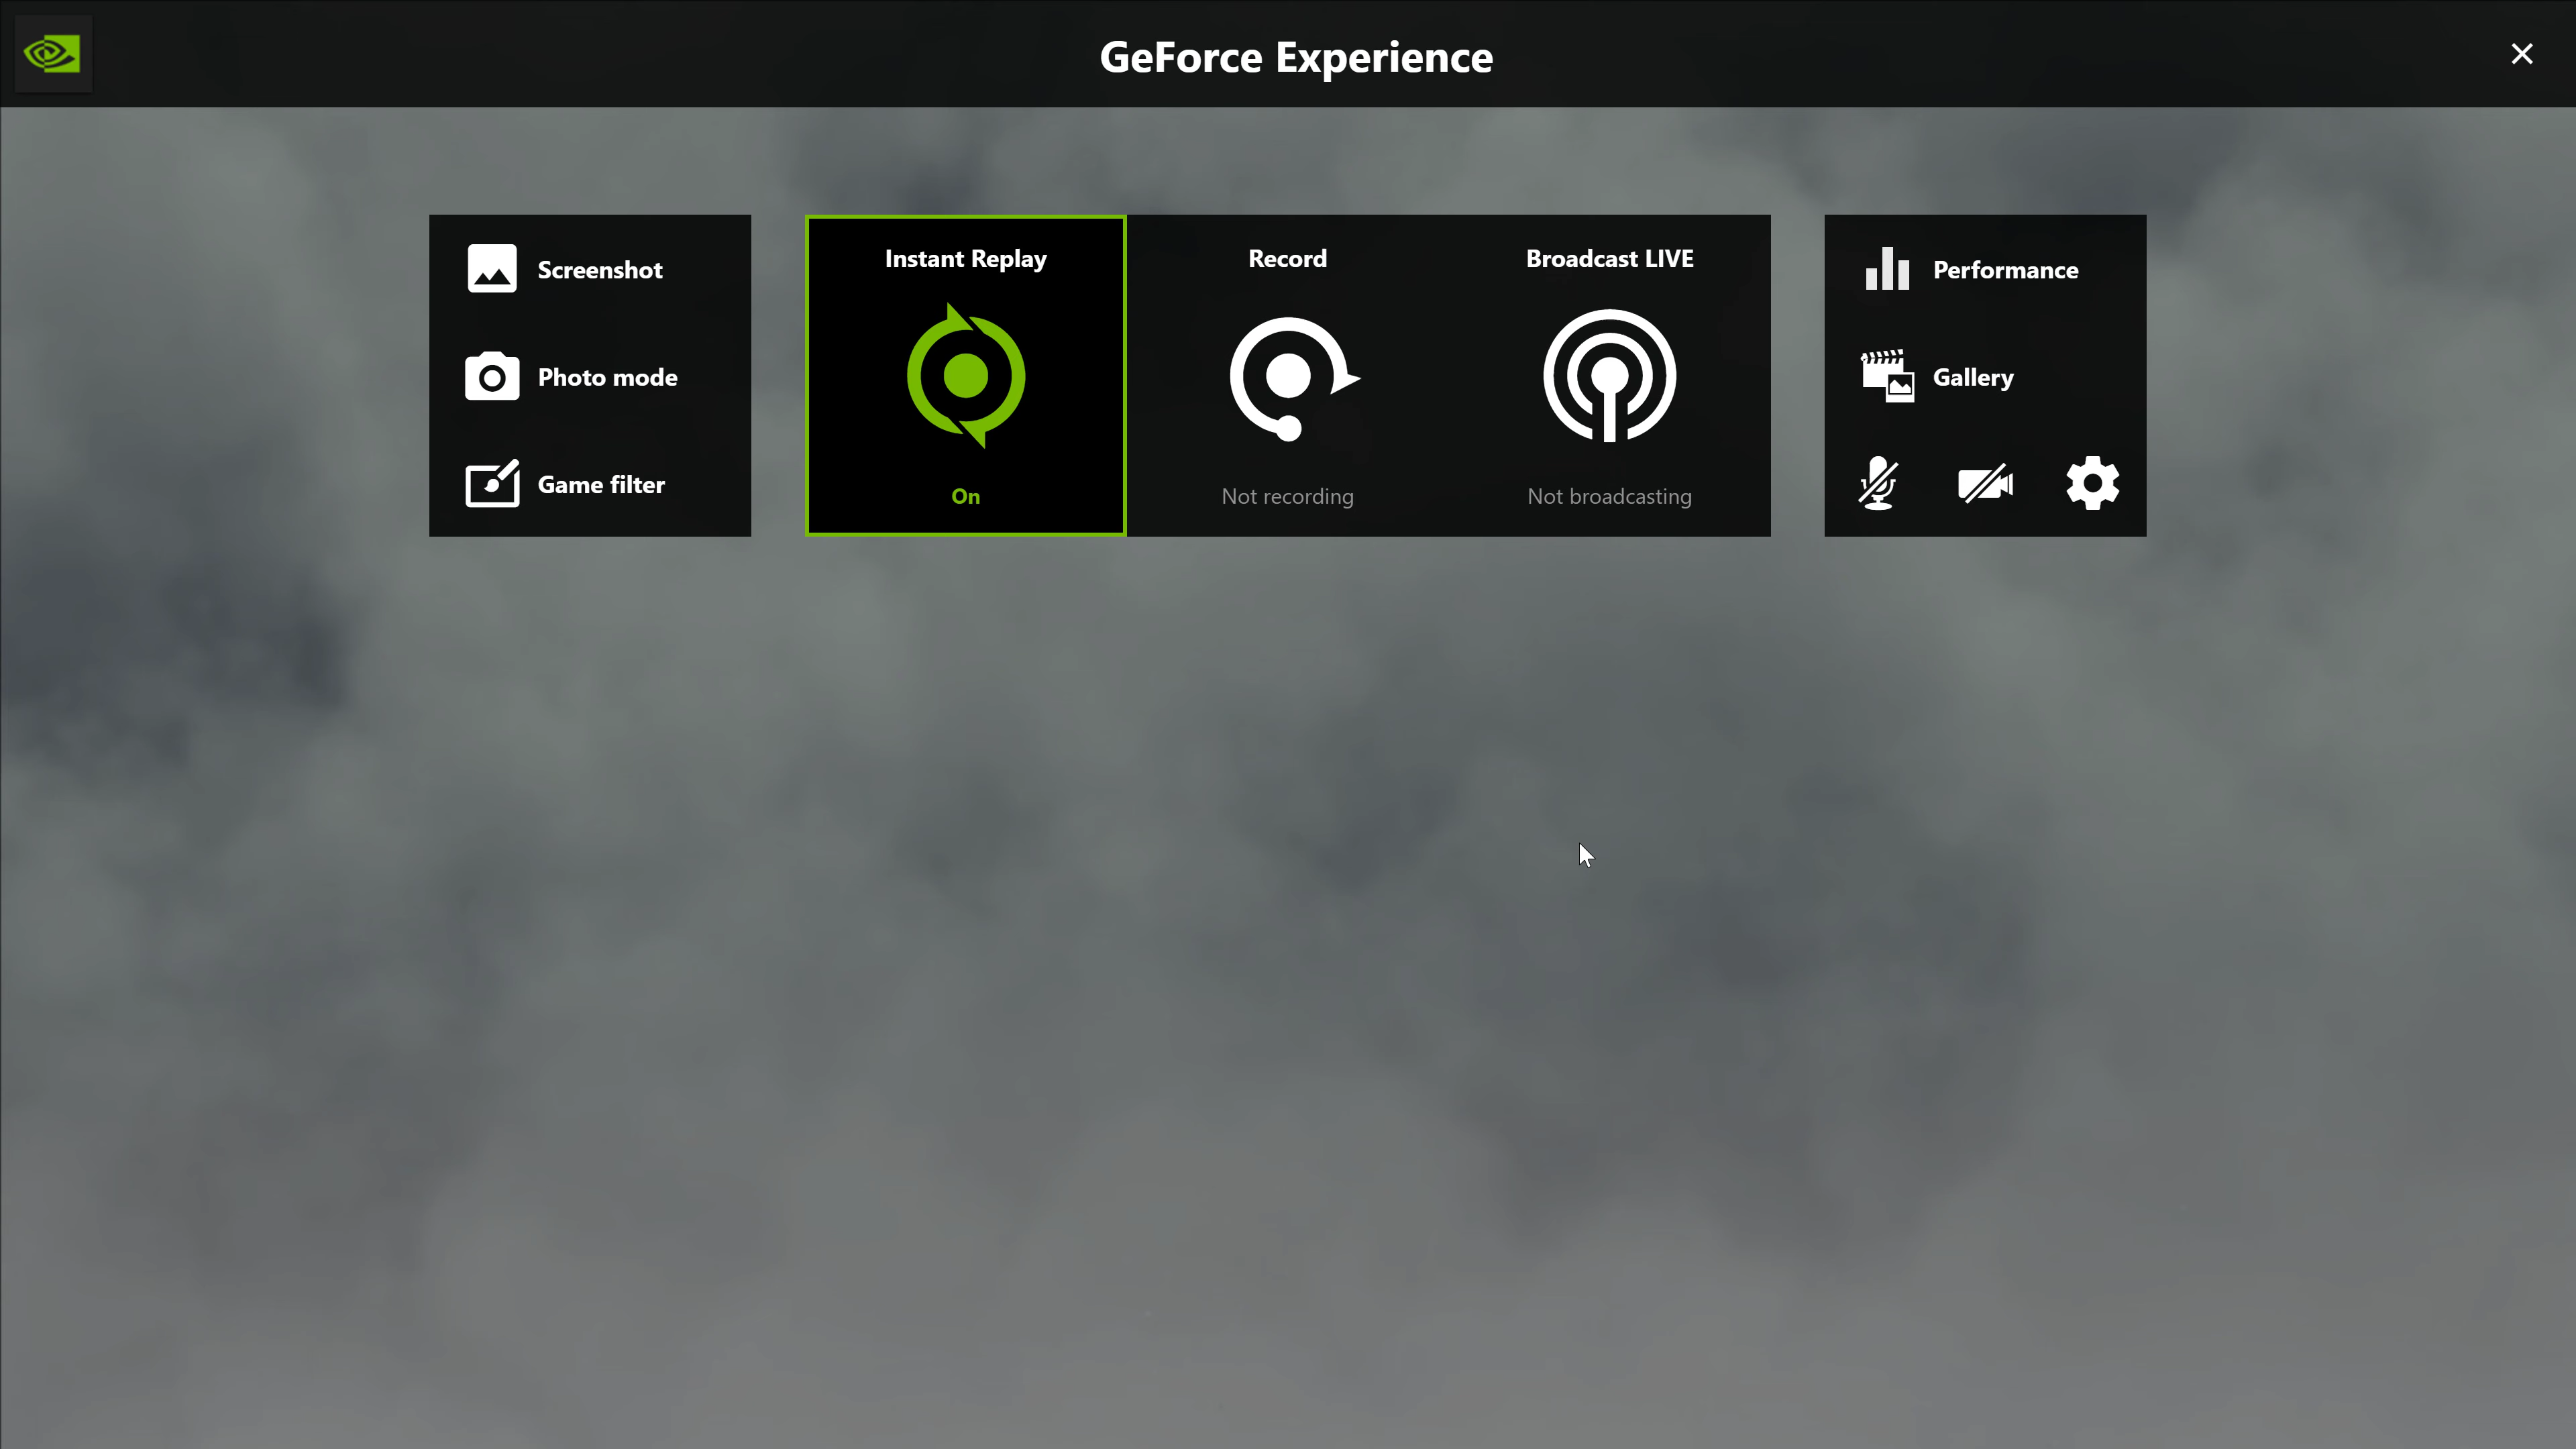 GeForce Experience
Screenshot
Photo mode
Game filter
Instant Replay
On
Record
Not recording
Broadcast LIVE
Not broadcasting
Performance
Gallery